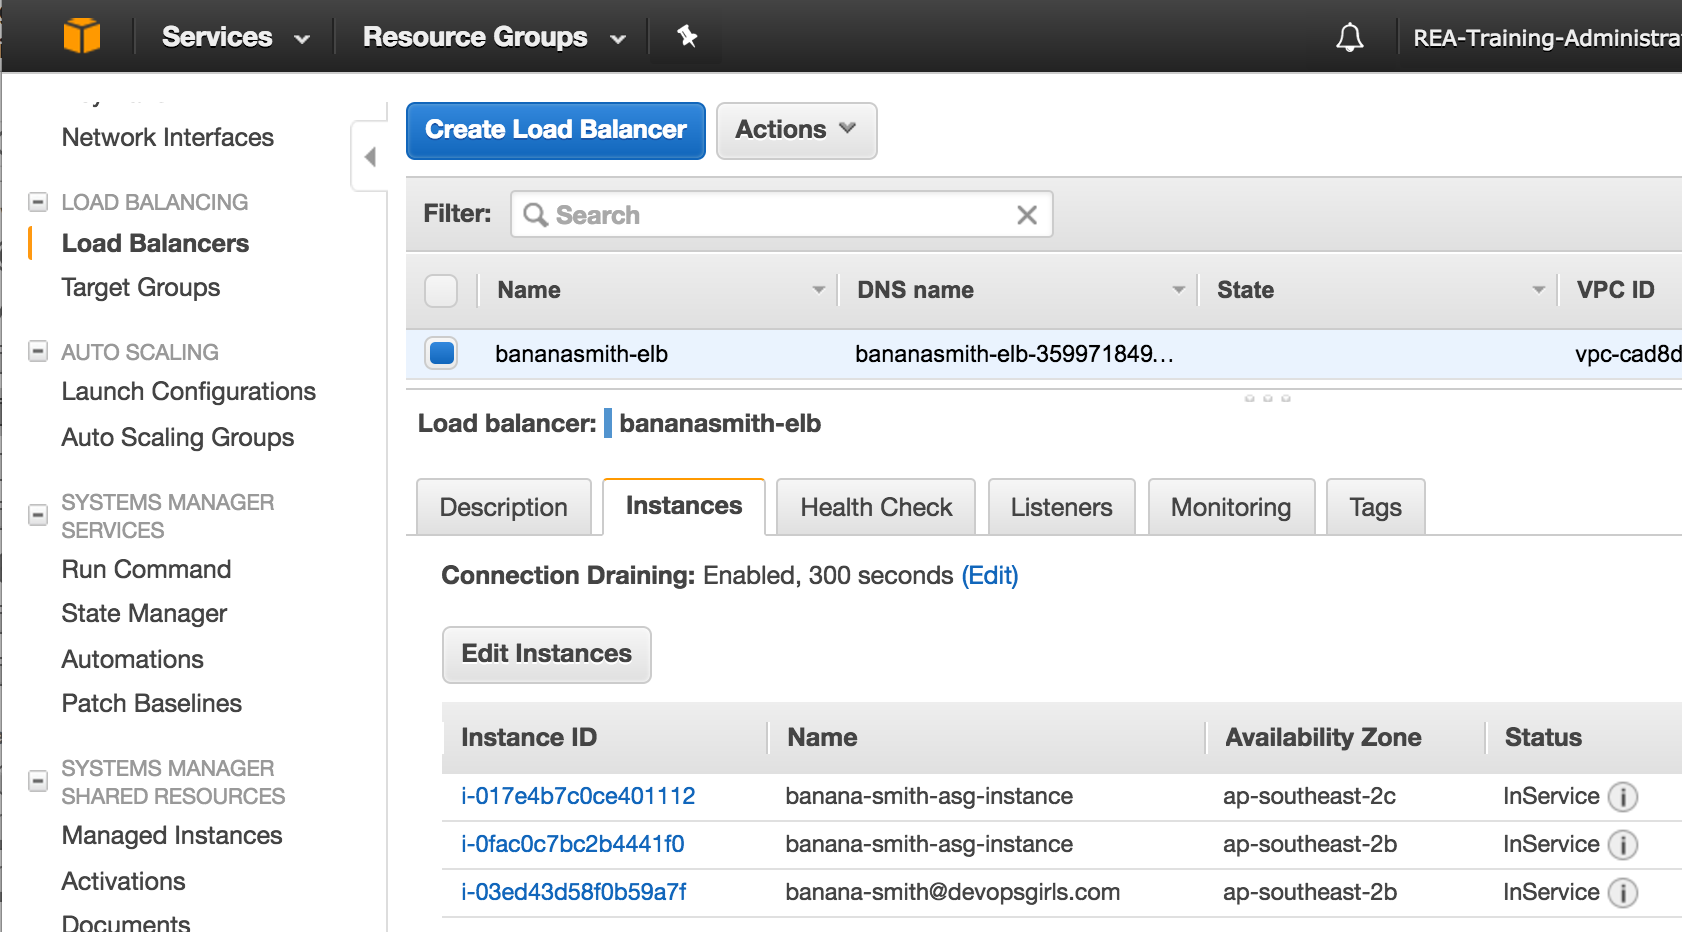 Services
Resource Groups
REA-Training-Administra
Network Interfaces
LOAD BALANCING
Load Balancers
Target Groups
AUTO SCALING
Launch Configurations
Auto Scaling Groups
SYSTEMS MANAGER
SERVICES
Run Command
State Manager
Automations
Patch Baselines
SYSTEMS MANAGER
SHARED RESOURCES
Managed Instances
Activations
Documents
Create Load Balancer
Actions
Filter: Search
Name DNS name State VPC ID
bananasmith-elb bananasmith-elb-359971849... vpc-cad8d
Load balancer: bananasmith-elb
Description Instances Health Check Listeners Monitoring Tags
Connection Draining: Enabled, 300 seconds (Edit)
Edit Instances
Instance ID Name Availability Zone Status
i-017e4b7c0ce401112 banana-smith-asg-instance ap-southeast-2c InService
i-0fac0c7bc2b4441f0 banana-smith-asg-instance ap-southeast-2b InService
i-03ed43d58f0b59a7f banana-smith@devopsgirls.com ap-southeast-2b InService